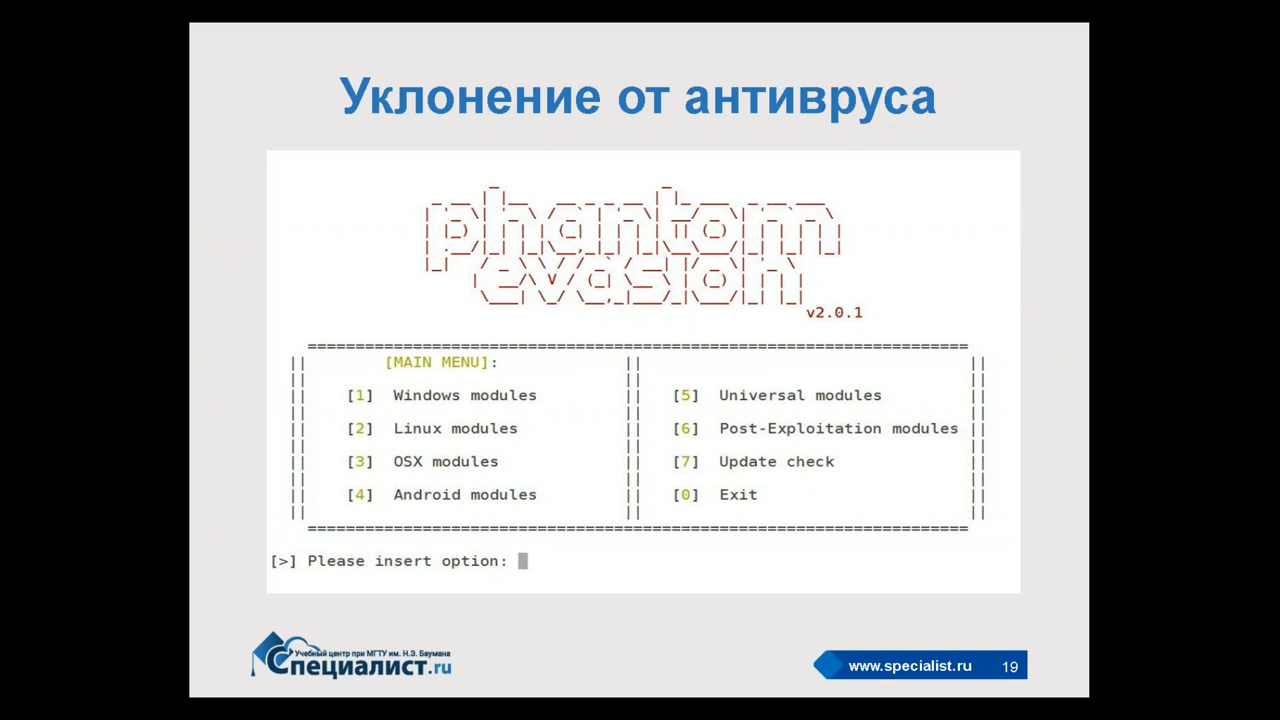 Уклонение от антивруса
phantom
evasion
v2.0.1
[MAIN MENU]:
[1] Windows modules
[2] Linux modules
[3] OSX modules
[4] Android modules
[5] Universal modules
[6] Post-Exploitation modules
[7] Update check
[0] Exit
[>] Please insert option:
Учебный центр при МГТУ им. Н.Э. Баумана
Специалист.ru
www.specialist.ru 19